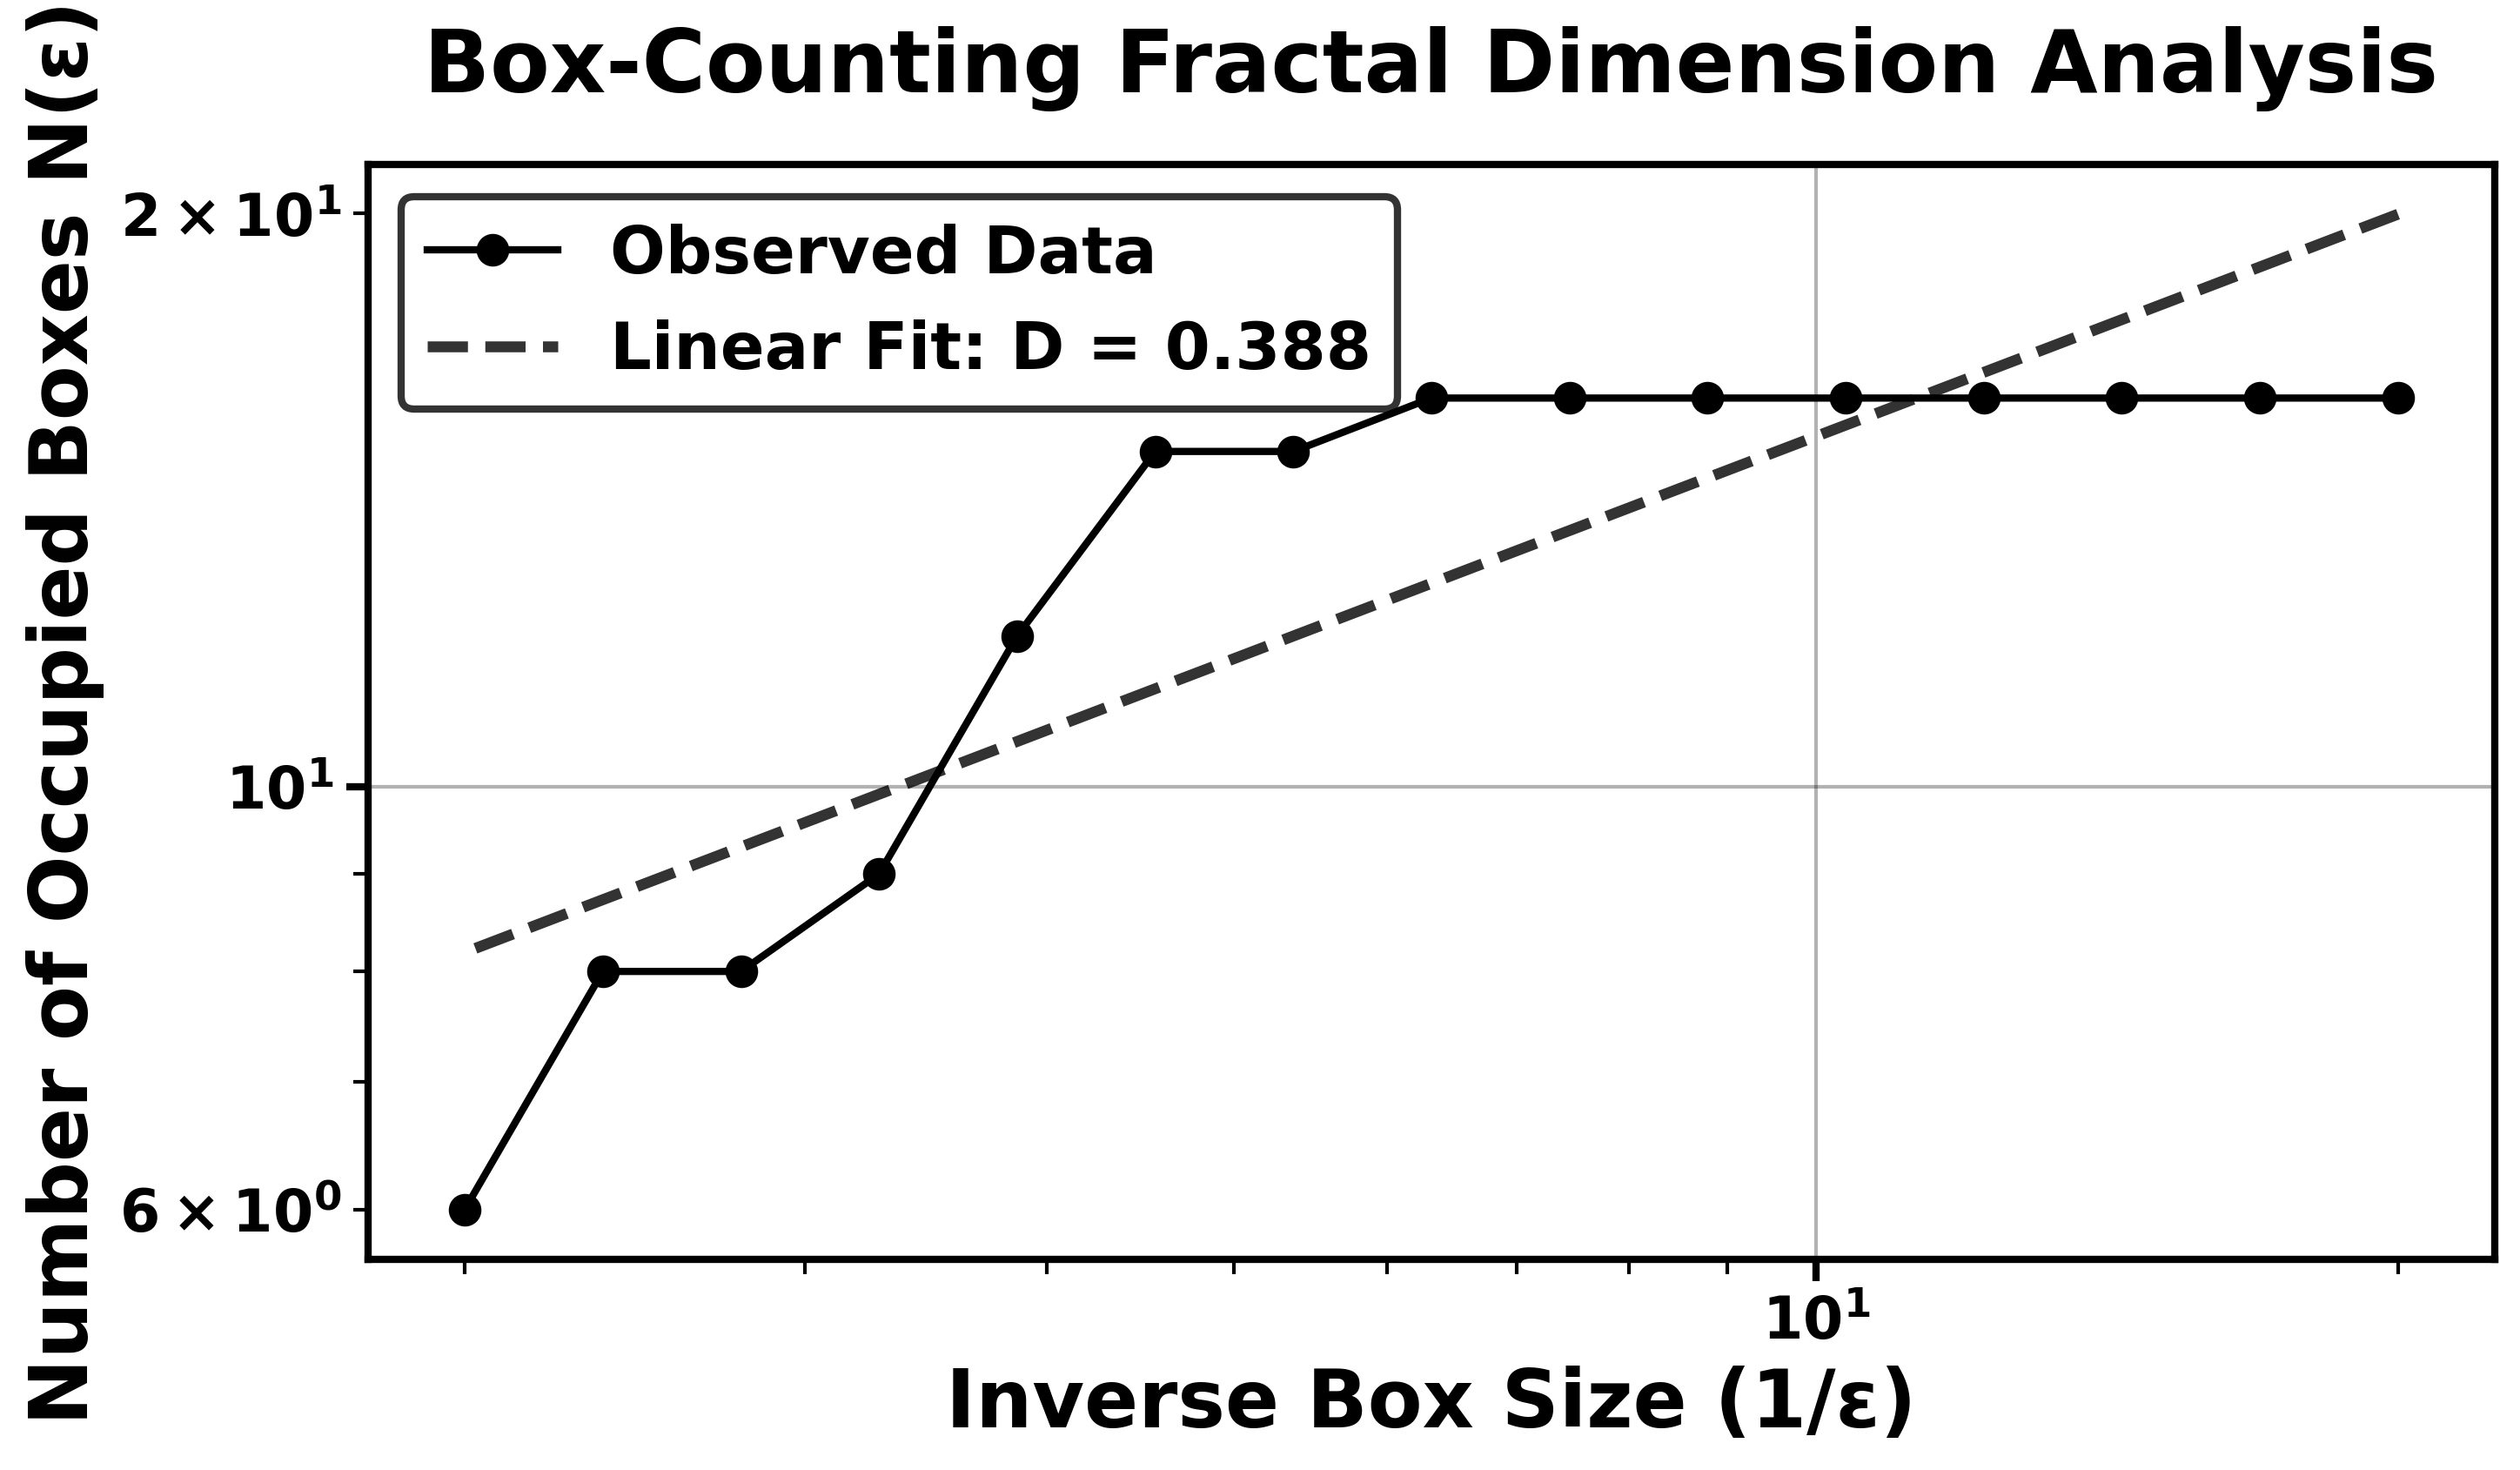 Box-Counting Fractal Dimension Analysis
Number of Occupied Boxes N(ε)
2 × 10¹
10¹
6 × 10⁰
Observed Data
Linear Fit: D = 0.388
10¹
Inverse Box Size (1/ε)